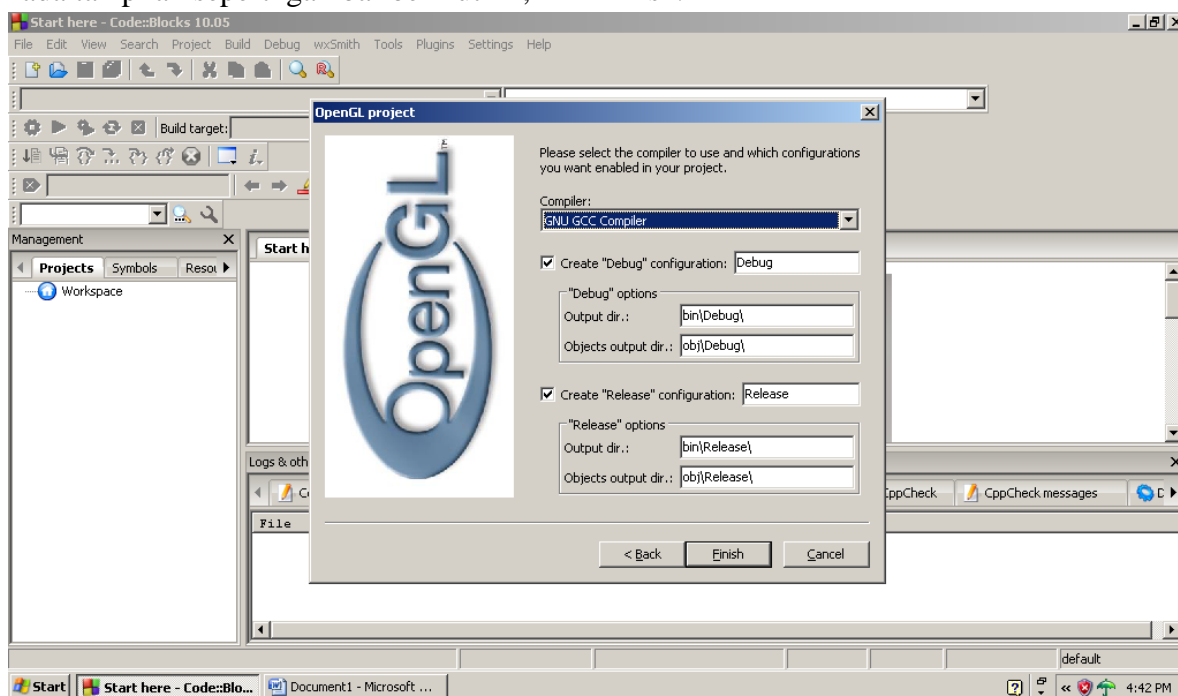 Start here - Code::Blocks 10.05
File Edit View Search Project Build Debug wxSmith Tools Plugins Settings Help
Build target:
OpenGL project
OpenGL
Please select the compiler to use and which configurations
you want enabled in your project.
Compiler:
GNU GCC Compiler
Create "Debug" configuration: Debug
"Debug" options
Output dir.: bin\Debug\
Objects output dir.: obj\Debug\
Create "Release" configuration: Release
"Release" options
Output dir.: bin\Release\
Objects output dir.: obj\Release\
< Back Finish Cancel
Management
Projects Symbols Resou
Workspace
Start h
Logs & oth
CppCheck CppCheck messages D
File
default
Start Start here - Code::Blo... Document1 - Microsoft ... 4:42 PM